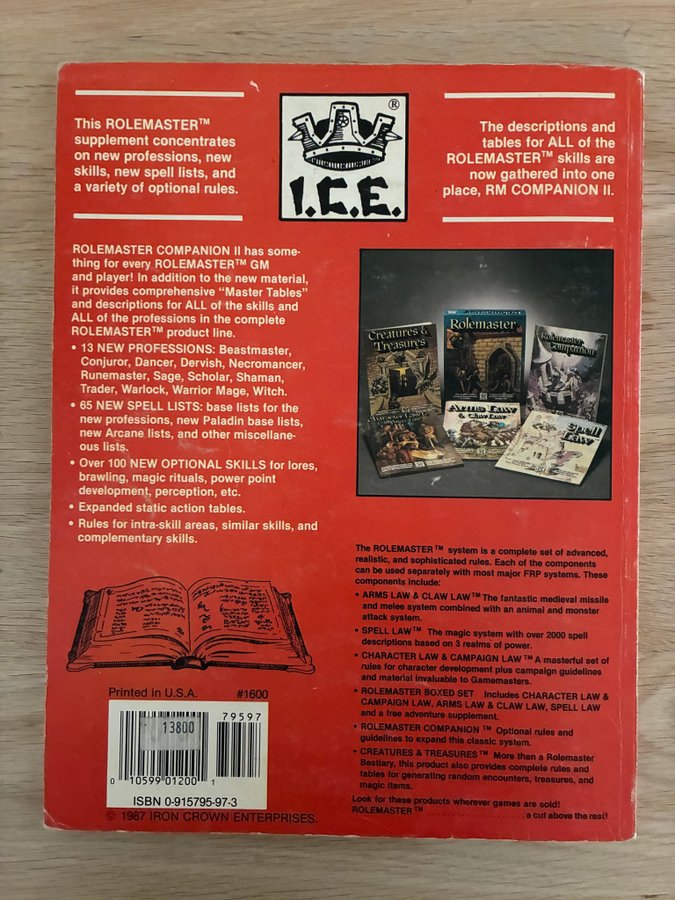 This ROLEMASTER™
supplement concentrates
on new professions, new
skills, new spell lists, and
a variety of optional rules.
®
I.C.E.
The descriptions and
tables for ALL of the
ROLEMASTER™ skills are
now gathered into one
place, RM COMPANION II.
ROLEMASTER COMPANION II has some-
thing for every ROLEMASTER™ GM
and player! In addition to the new material,
it provides comprehensive "Master Tables"
and descriptions for ALL of the skills and
ALL of the professions in the complete
ROLEMASTER™ product line.
• 13 NEW PROFESSIONS: Beastmaster,
Conjuror, Dancer, Dervish, Necromancer,
Runemaster, Sage, Scholar, Shaman,
Trader, Warlock, Warrior Mage, Witch.
• 65 NEW SPELL LISTS: base lists for the
new professions, new Paladin base lists,
new Arcane lists, and other miscellane-
ous lists.
• Over 100 NEW OPTIONAL SKILLS for lores,
brawling, magic rituals, power point
development, perception, etc.
• Expanded static action tables.
• Rules for intra-skill areas, similar skills, and
complementary skills.
Creatures &
Treasures
Rolemaster
Rolemaster
Companion
Character Law &
Campaign Law
Arms Law
& Claw Law
Spell
Law
The ROLEMASTER™ system is a complete set of advanced,
realistic, and sophisticated rules. Each of the components
can be used separately with most major FRP systems. These
components include:
• ARMS LAW & CLAW LAW™ The fantastic medieval missile
and melee system combined with an animal and monster
attack system.
• SPELL LAW™ The magic system with over 2000 spell
descriptions based on 3 realms of power.
• CHARACTER LAW & CAMPAIGN LAW™ A masterful set of
rules for character development plus campaign guidelines
and material invaluable to Gamemasters.
• ROLEMASTER BOXED SET Includes CHARACTER LAW &
CAMPAIGN LAW, ARMS LAW & CLAW LAW, SPELL LAW
and a free adventure supplement.
• ROLEMASTER COMPANION™ Optional rules and
guidelines to expand this classic system.
• CREATURES & TREASURES™ More than a Rolemaster
Bestiary, this product also provides complete rules and
tables for generating random encounters, treasures, and
magic items.
Look for these products wherever games are sold!
ROLEMASTER™ ........................ a cut above the rest!
Printed in U.S.A. #1600
79597
13800
0 10599 01200 1
ISBN 0-915795-97-3
© 1987 IRON CROWN ENTERPRISES.